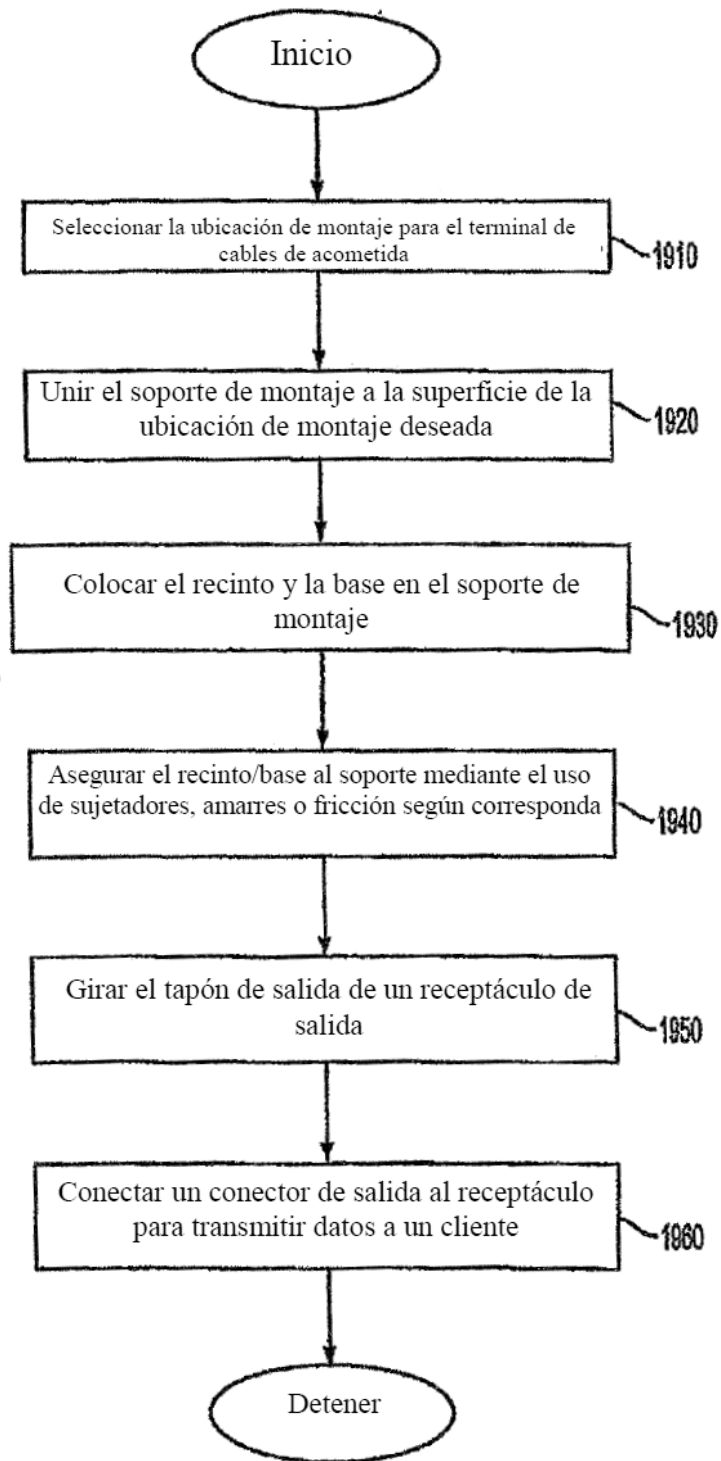 Inicio
Seleccionar la ubicación de montaje para el terminal de
cables de acometida
1910
Unir el soporte de montaje a la superficie de la
ubicación de montaje deseada
1920
Colocar el recinto y la base en el soporte de
montaje
1930
Asegurar el recinto/base al soporte mediante el uso
de sujetadores, amarres o fricción según corresponda
1940
Girar el tapón de salida de un receptáculo de
salida
1950
Conectar un conector de salida al receptáculo
para transmitir datos a un cliente
1960
Detener